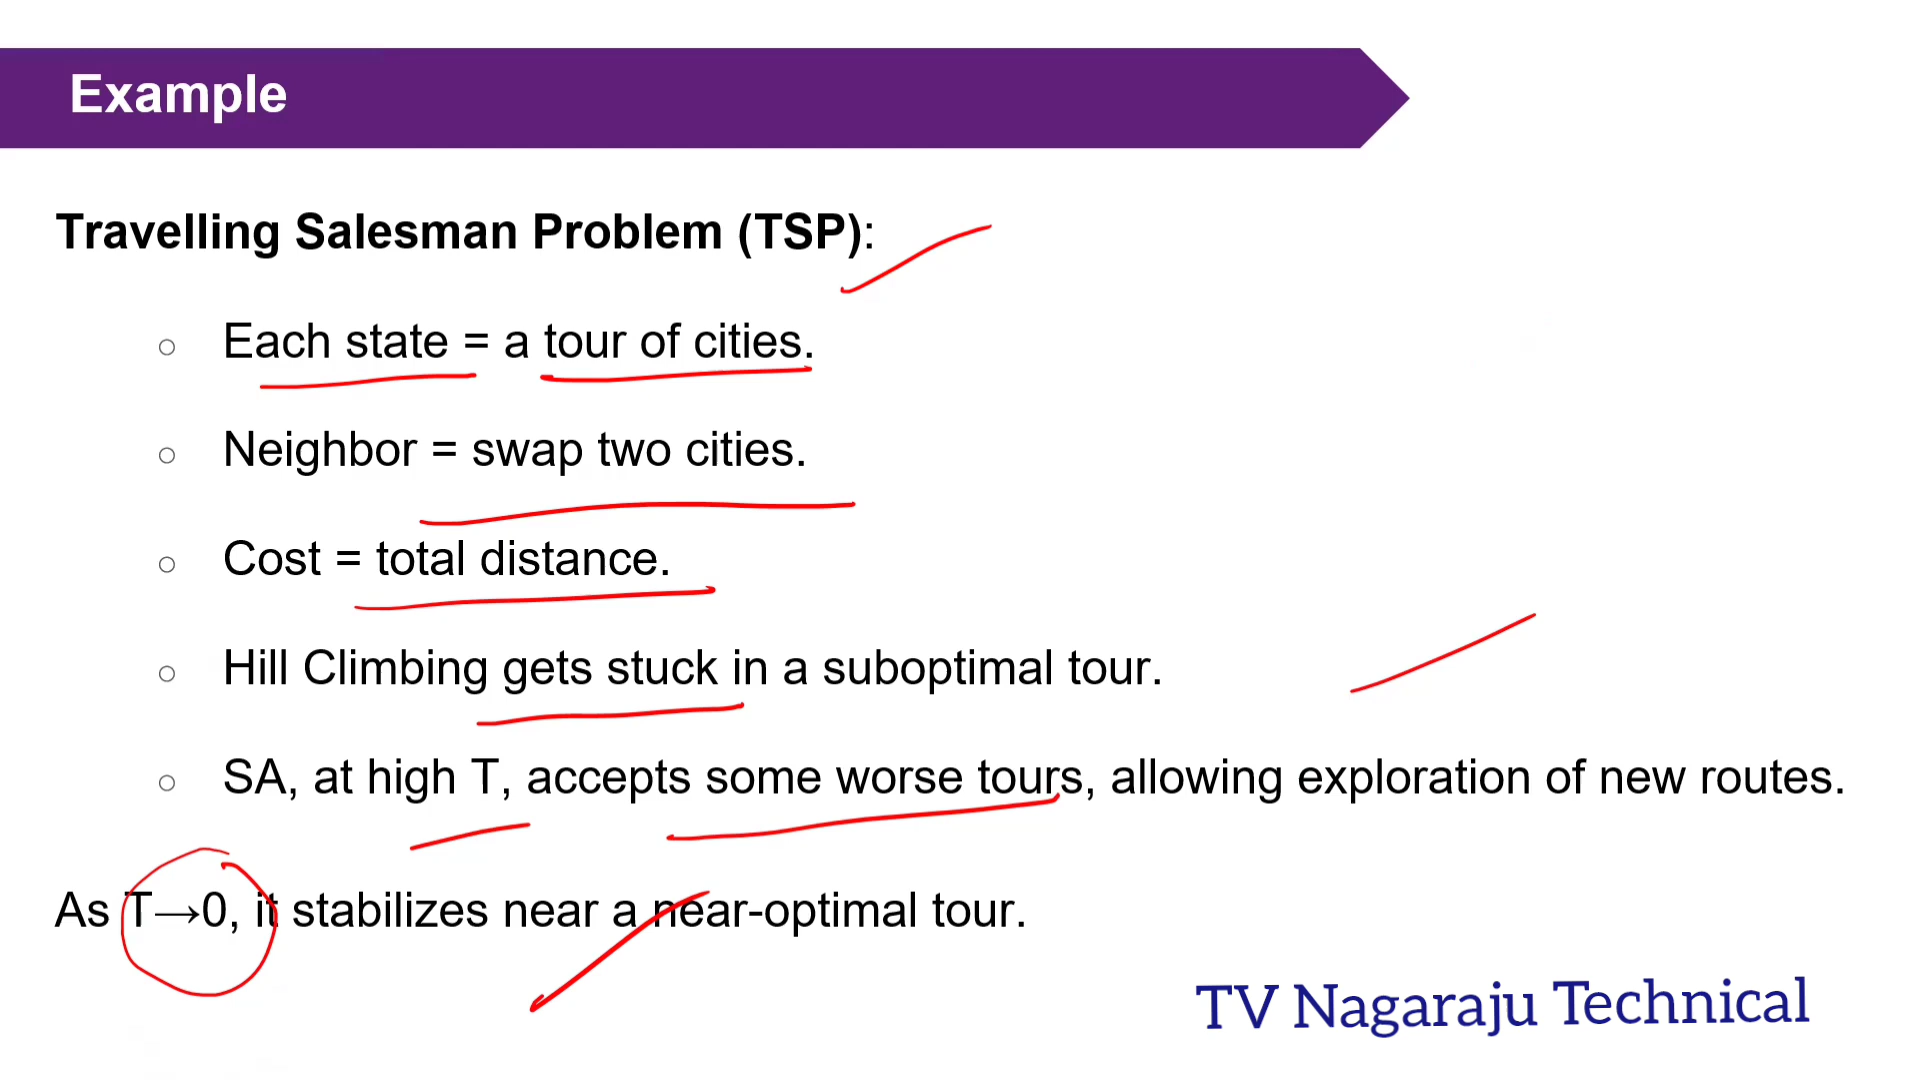 Example
Travelling Salesman Problem (TSP):
○ Each state = a tour of cities.
○ Neighbor = swap two cities.
○ Cost = total distance.
○ Hill Climbing gets stuck in a suboptimal tour.
○ SA, at high T, accepts some worse tours, allowing exploration of new routes.
As T→0, it stabilizes near a near-optimal tour.
TV Nagaraju Technical